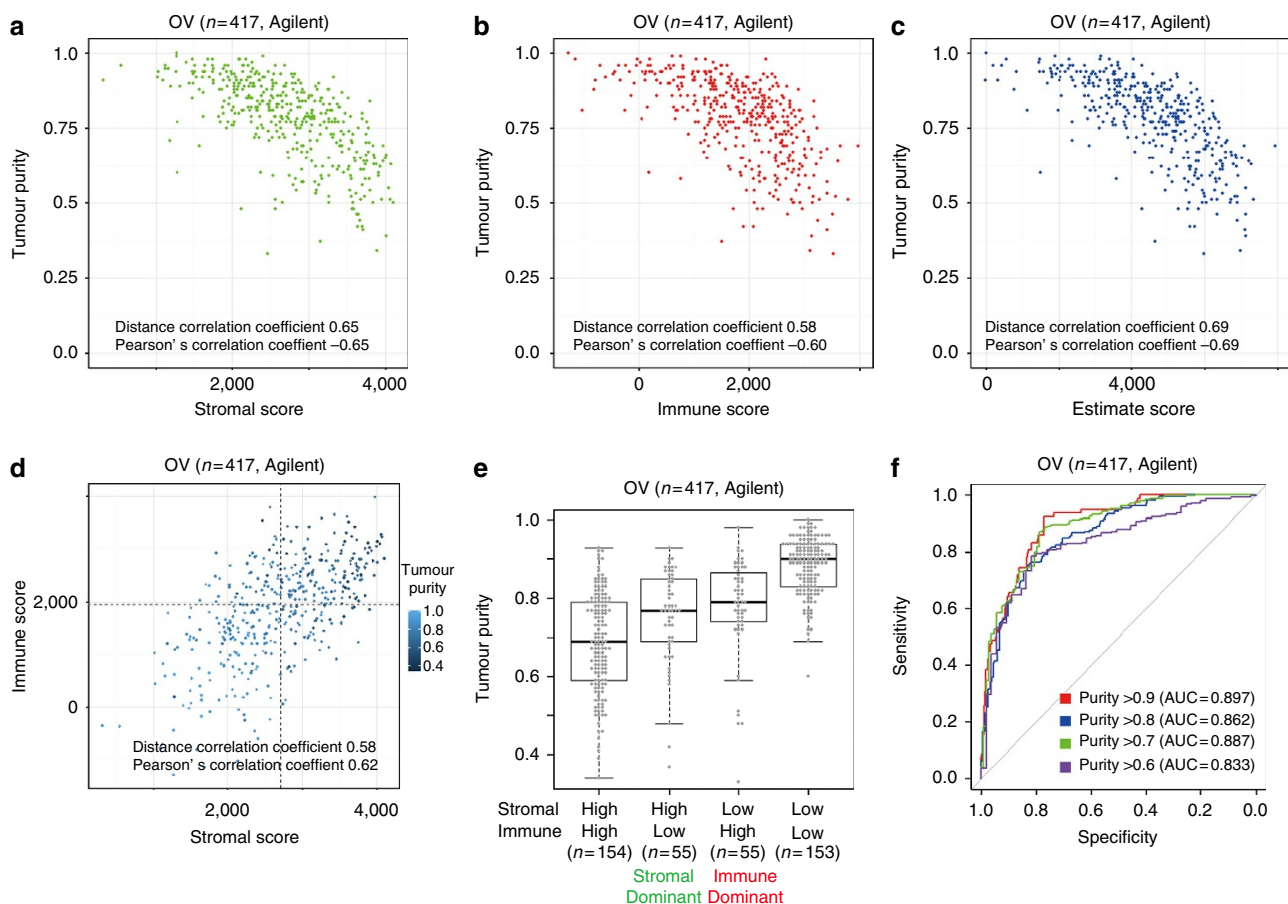 a
OV (n=417, Agilent)
1.0
0.75
0.5
0.25
0.0
Tumour purity
Distance correlation coefficient 0.65
Pearson' s correlation coeffient –0.65
2,000
4,000
Stromal score
b
OV (n=417, Agilent)
1.0
0.75
0.5
0.25
0.0
Tumour purity
Distance correlation coefficient 0.58
Pearson' s correlation coeffient –0.60
0
2,000
Immune score
c
OV (n=417, Agilent)
1.0
0.75
0.5
0.25
0.0
Tumour purity
Distance correlation coefficient 0.69
Pearson' s correlation coeffient –0.69
0
4,000
Estimate score
d
OV (n=417, Agilent)
Immune score
2,000
0
Distance correlation coefficient 0.58
Pearson' s correlation coeffient 0.62
2,000
4,000
Stromal score
Tumour
purity
1.0
0.8
0.6
0.4
e
OV (n=417, Agilent)
1.0
0.8
0.6
0.4
Tumour purity
Stromal High High Low Low
Immune High Low High Low
(n=154) (n=55) (n=55) (n=153)
Stromal Immune
Dominant Dominant
f
OV (n=417, Agilent)
1.0
0.8
0.6
0.4
0.2
0.0
Sensitivity
Purity >0.9 (AUC=0.897)
Purity >0.8 (AUC=0.862)
Purity >0.7 (AUC=0.887)
Purity >0.6 (AUC=0.833)
1.0 0.8 0.6 0.4 0.2 0.0
Specificity